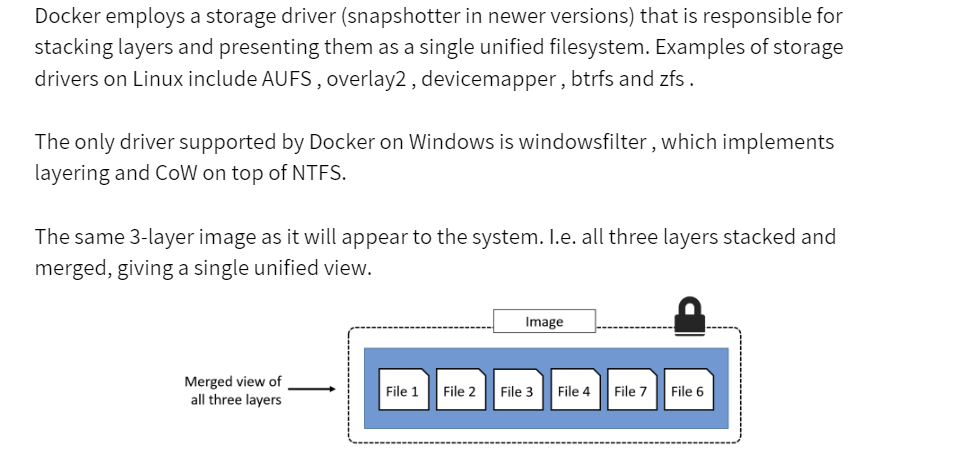 Docker employs a storage driver (snapshotter in newer versions) that is responsible for
stacking layers and presenting them as a single unified filesystem. Examples of storage
drivers on Linux include AUFS , overlay2 , devicemapper , btrfs and zfs .
The only driver supported by Docker on Windows is windowsfilter , which implements
layering and CoW on top of NTFS.
The same 3-layer image as it will appear to the system. I.e. all three layers stacked and
merged, giving a single unified view.
Image
Merged view of
all three layers
File 1 File 2 File 3 File 4 File 7 File 6